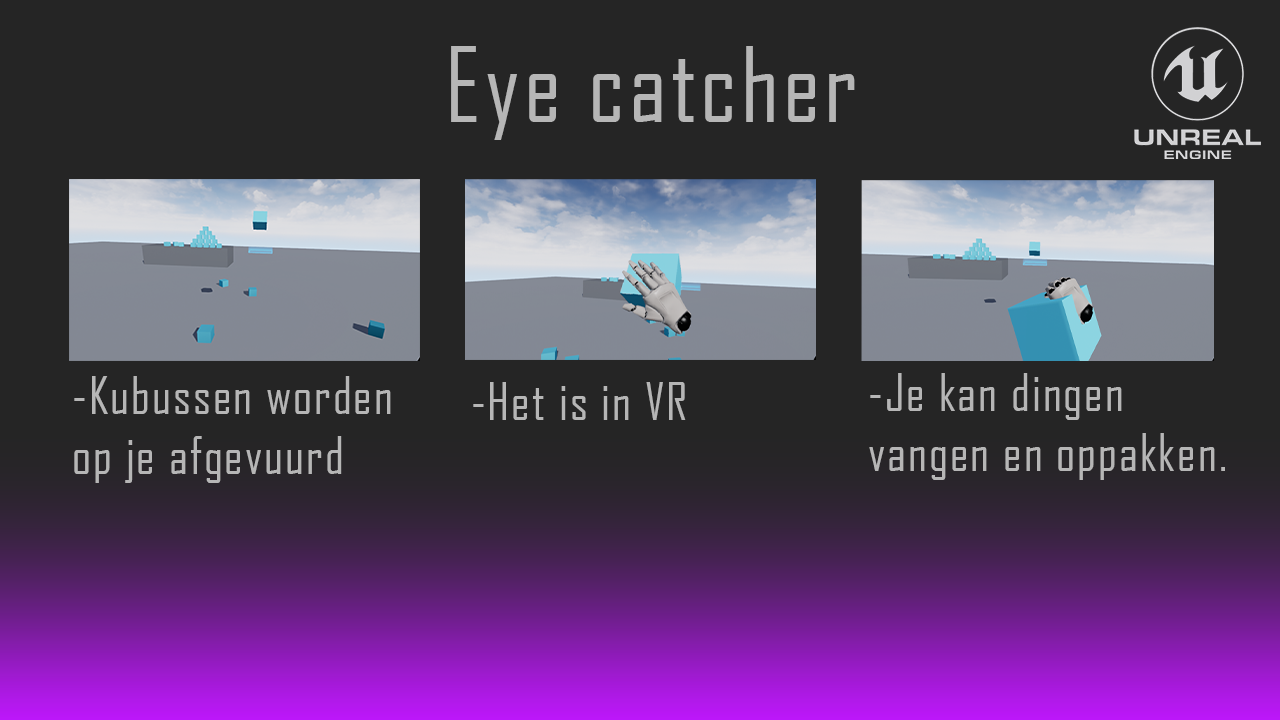 Eye catcher
UNREAL
ENGINE
-Kubussen worden
op je afgevuurd
-Het is in VR
-Je kan dingen
vangen en oppakken.